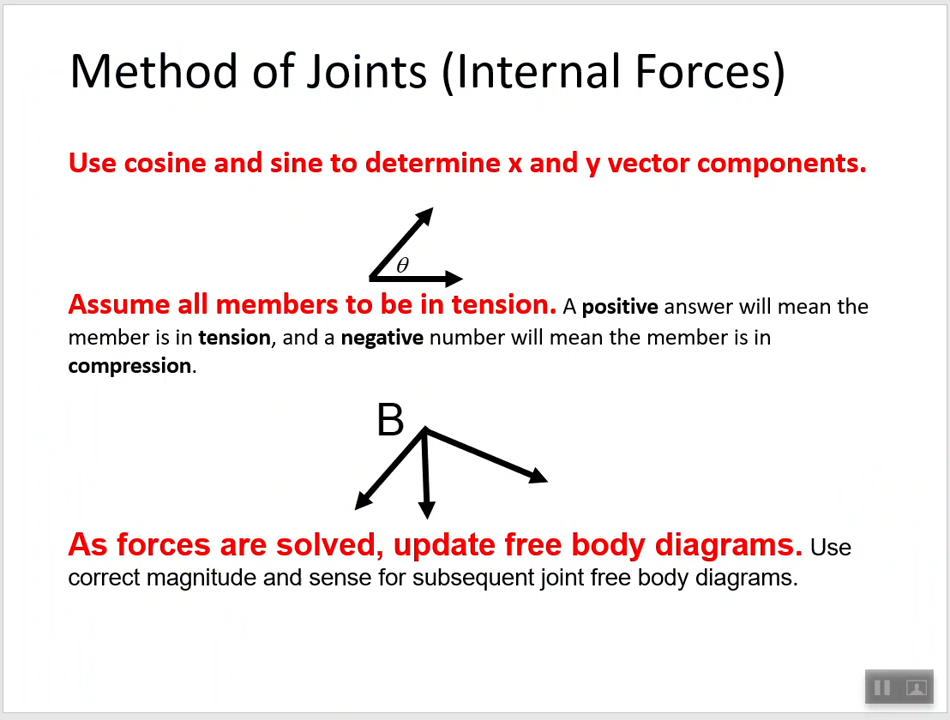 Method of Joints (Internal Forces)
Use cosine and sine to determine x and y vector components.
θ
Assume all members to be in tension. A positive answer will mean the
member is in tension, and a negative number will mean the member is in
compression.
B
As forces are solved, update free body diagrams. Use
correct magnitude and sense for subsequent joint free body diagrams.